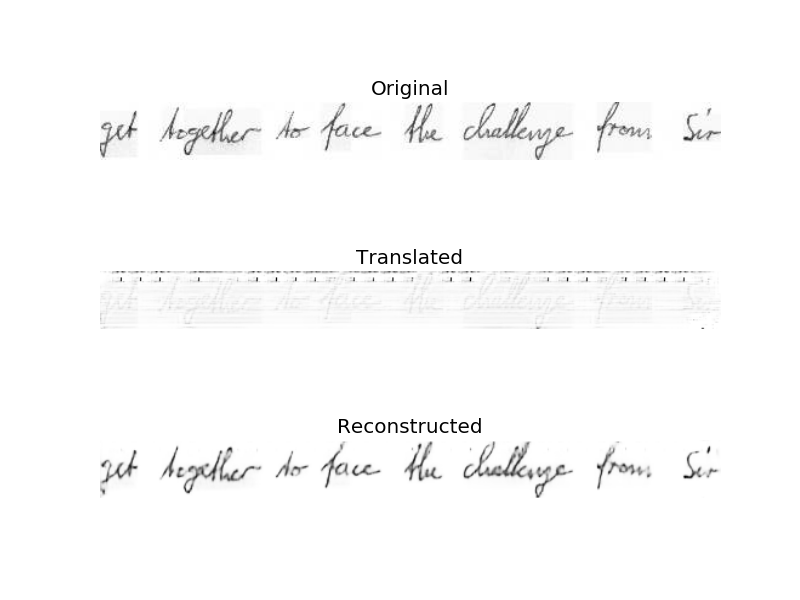 Original
get together to face the challenge from Sir
Translated
get together to face the challenge from Sir
Reconstructed
get together to face the challenge from Sir